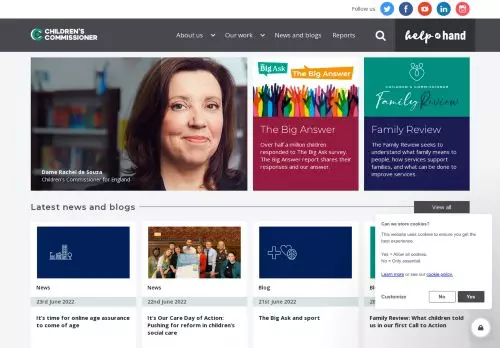 Follow us
CHILDREN'S
COMMISSIONER
About us
Our work
News and blogs
Reports
help at hand
Dame Rachel de Souza
Children's Commissioner for England
Big Ask
The Big Answer
The Big Answer
Over half a million children
responded to The Big Ask survey.
The Big Answer report shares their
responses and our answer.
CHILDREN'S COMMISSIONER
Family Review
Family Review
The Family Review seeks to
understand what family means to
people, how services support
families, and what can be done to
improve services.
Latest news and blogs
View all
News
23rd June 2022
It's time for online age assurance
to come of age
News
22nd June 2022
It's Our Care Day of Action:
Pushing for reform in children's
social care
Blog
21st June 2022
The Big Ask and sport
Family Review: What children told
us in our first Call to Action
Can we store cookies?
This website uses cookies to ensure you get the
best experience.
Yes = Allow all cookies.
No = Only essential.
Learn more or see our cookie policy.
Customize
No
Yes